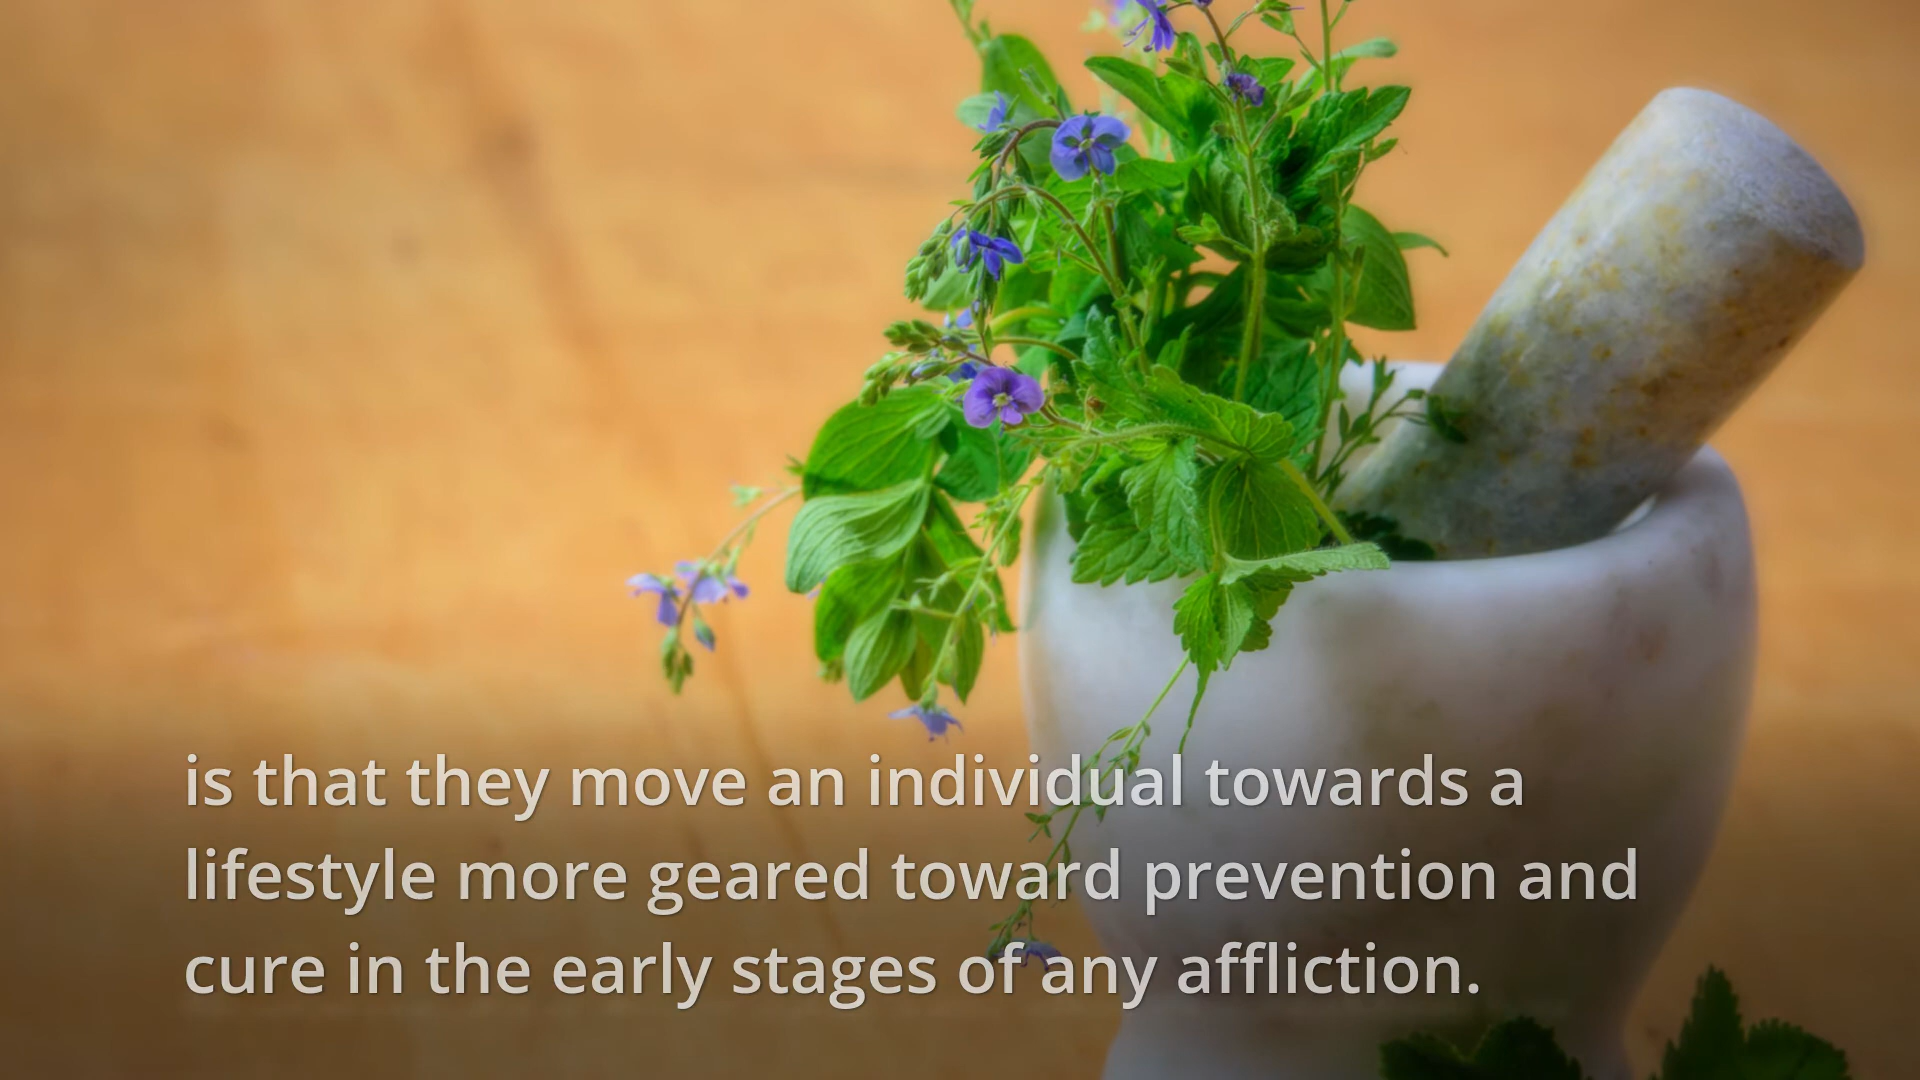 is that they move an individual towards a
lifestyle more geared toward prevention and
cure in the early stages of any affliction.